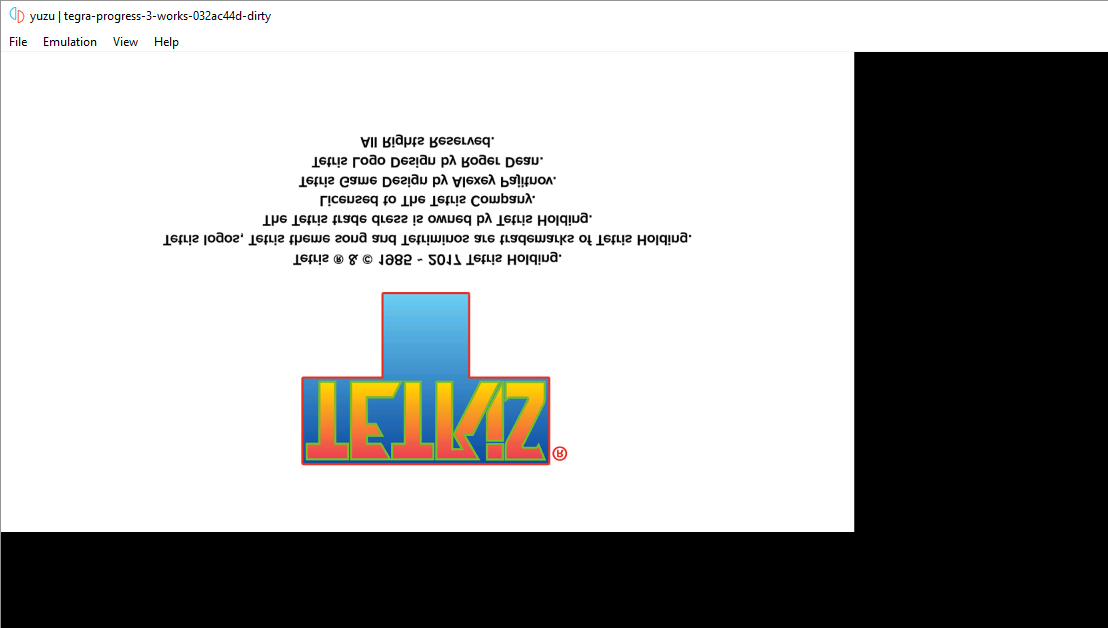 yuzu | tegra-progress-3-works-032ac44d-dirty
File Emulation View Help
All Rights Reserved.
Tetris Logo Design by Roger Dean.
Tetris Game Design by Alexey Pajitnov.
Licensed to The Tetris Company.
The Tetris trade dress is owned by Tetris Holding.
Tetris logos, Tetris theme song and Tetriminos are trademarks of Tetris Holding.
Tetris ® & © 1985 ~ 2017 Tetris Holding.
TETRIS ®